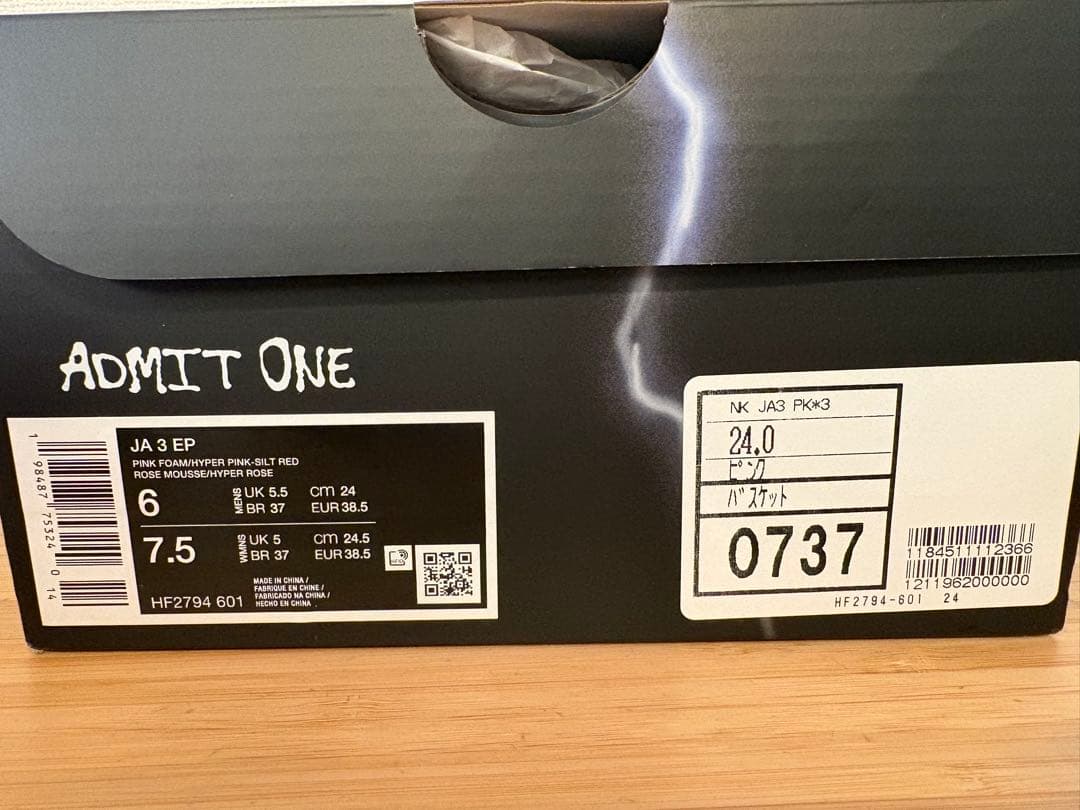 ADMIT ONE
JA 3 EP
PINK FOAM/HYPER PINK-SILT RED
ROSE MOUSSE/HYPER ROSE
6 MENS UK 5.5 CM 24
BR 37 EUR 38.5
7.5 WMNS UK 5 CM 24.5
BR 37 EUR 38.5
MADE IN CHINA /
FABRIQUE EN CHINE /
FABRICADO NA CHINA /
HECHO EN CHINA
HF2794 601
1 98487 75324 0 14
NK JA3 PK*3
24.0
ピンク
バスケット
0737
1184511112366
1211962000000
HF2794-601 24